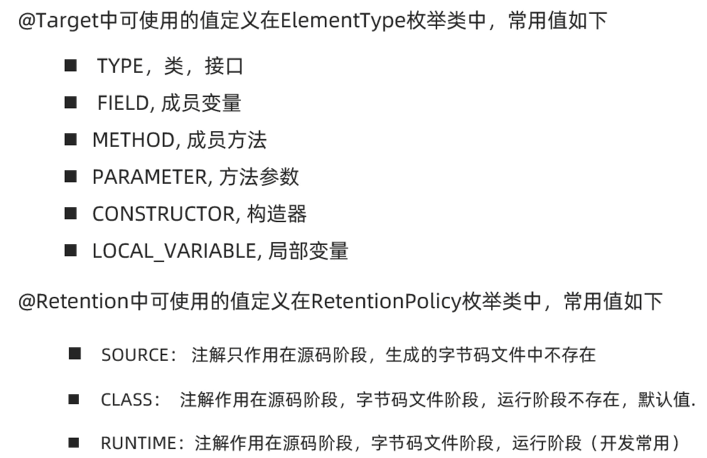 @Target中可使用的值定义在ElementType枚举类中，常用值如下
■ TYPE，类，接口
■ FIELD, 成员变量
■ METHOD, 成员方法
■ PARAMETER, 方法参数
■ CONSTRUCTOR, 构造器
■ LOCAL_VARIABLE, 局部变量
@Retention中可使用的值定义在RetentionPolicy枚举类中，常用值如下
■ SOURCE： 注解只作用在源码阶段，生成的字节码文件中不存在
■ CLASS： 注解作用在源码阶段，字节码文件阶段，运行阶段不存在，默认值.
■ RUNTIME：注解作用在源码阶段，字节码文件阶段，运行阶段（开发常用）